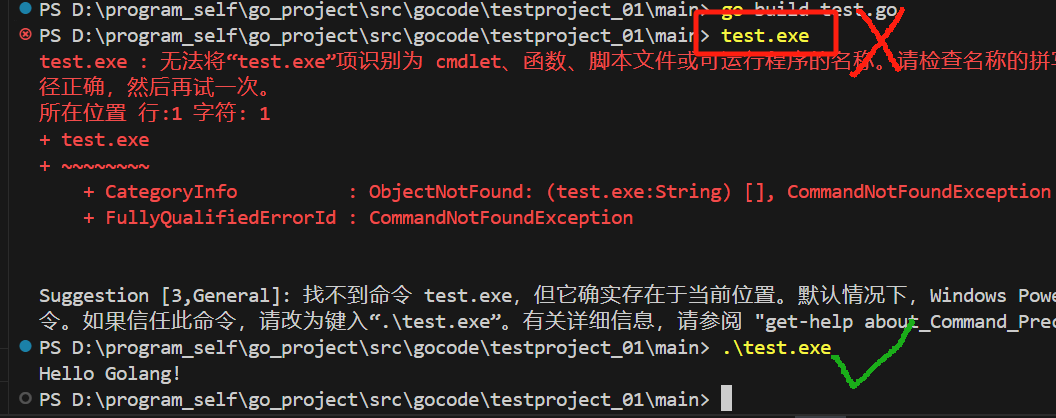 PS D:\program_self\go_project\src\gocode\testproject_01\main> go build test.go
PS D:\program_self\go_project\src\gocode\testproject_01\main> test.exe
test.exe : 无法将“test.exe”项识别为 cmdlet、函数、脚本文件或可运行程序的名称。请检查名称的拼写
径正确，然后再试一次。
所在位置 行:1 字符: 1
+ test.exe
+ ~~~~~~~~
    + CategoryInfo          : ObjectNotFound: (test.exe:String) [], CommandNotFoundException
    + FullyQualifiedErrorId : CommandNotFoundException
Suggestion [3,General]: 找不到命令 test.exe，但它确实存在于当前位置。默认情况下，Windows Pow
令。如果信任此命令，请改为键入“.\test.exe”。有关详细信息，请参阅 "get-help about_Command_Prec
PS D:\program_self\go_project\src\gocode\testproject_01\main> .\test.exe
Hello Golang!
PS D:\program_self\go_project\src\gocode\testproject_01\main>